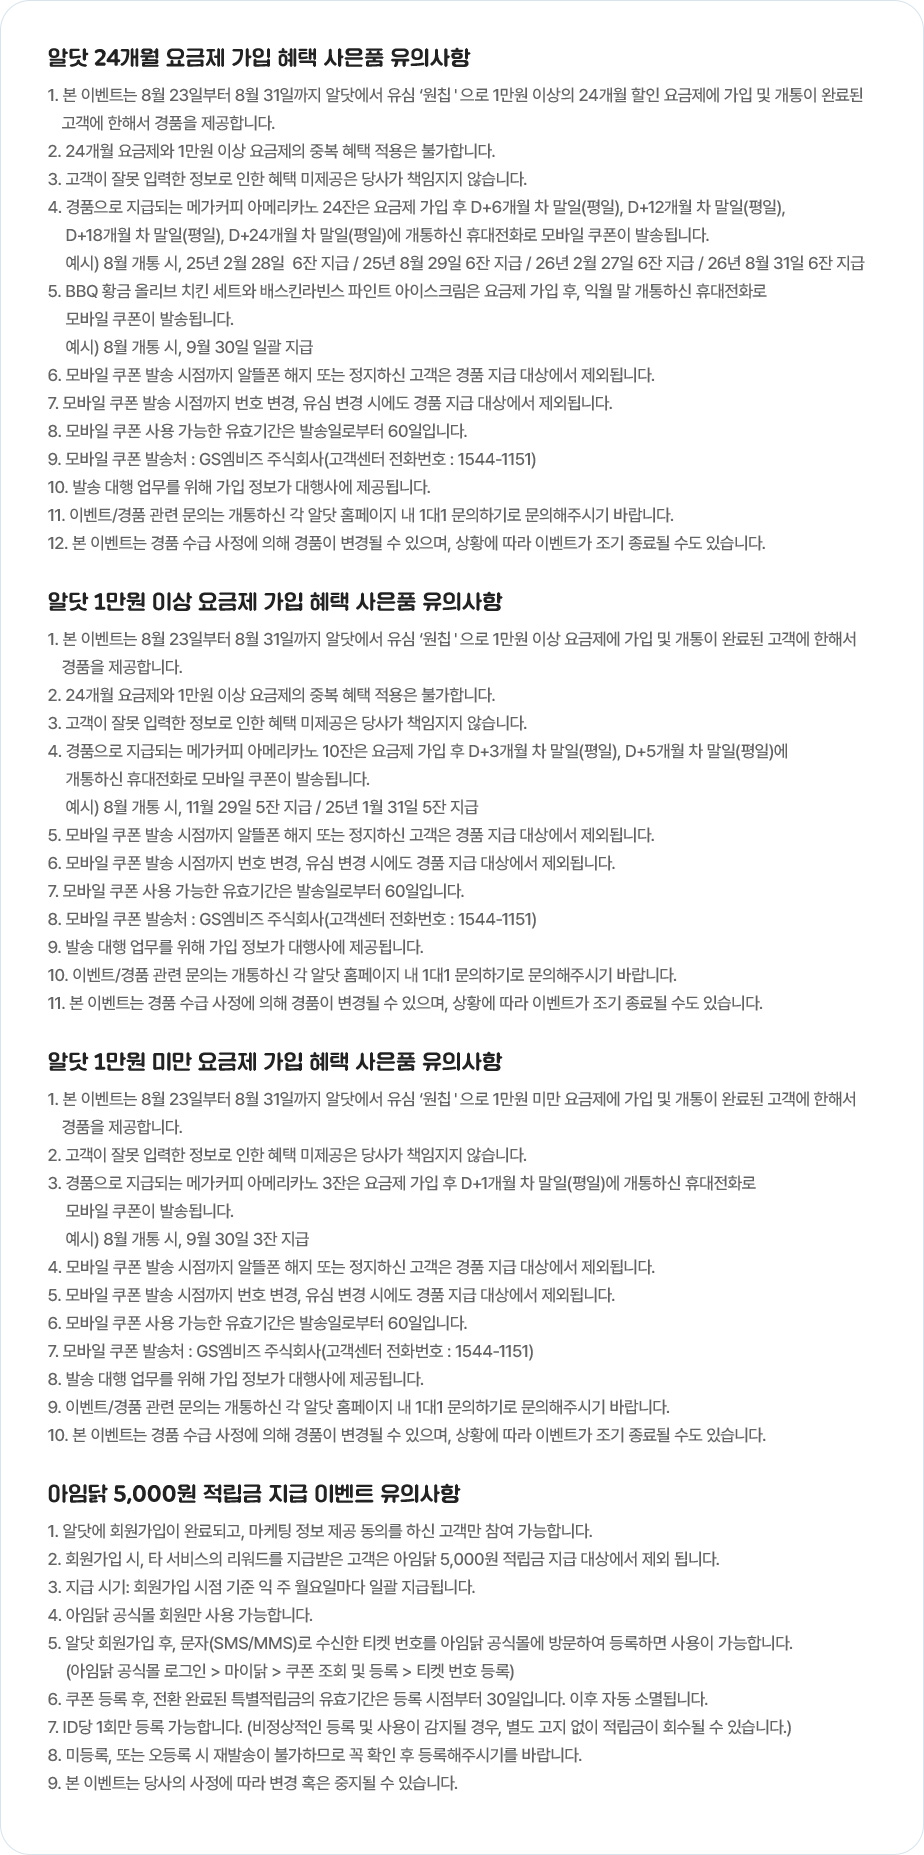 알닷 24개월 요금제 가입 혜택 사은품 유의사항
1. 본 이벤트는 8월 23일부터 8월 31일까지 알닷에서 유심 ‘원칩 ' 으로 1만원 이상의 24개월 할인 요금제에 가입 및 개통이 완료된
고객에 한해서 경품을 제공합니다.
2. 24개월 요금제와 1만원 이상 요금제의 중복 혜택 적용은 불가합니다.
3. 고객이 잘못 입력한 정보로 인한 혜택 미제공은 당사가 책임지지 않습니다.
4. 경품으로 지급되는 메가커피 아메리카노 24잔은 요금제 가입 후 D+6개월 차 말일(평일), D+12개월 차 말일(평일),
D+18개월 차 말일(평일), D+24개월 차 말일(평일)에 개통하신 휴대전화로 모바일 쿠폰이 발송됩니다.
예시) 8월 개통 시, 25년 2월 28일  6잔 지급 / 25년 8월 29일 6잔 지급 / 26년 2월 27일 6잔 지급 / 26년 8월 31일 6잔 지급
5. BBQ 황금 올리브 치킨 세트와 배스킨라빈스 파인트 아이스크림은 요금제 가입 후, 익월 말 개통하신 휴대전화로
모바일 쿠폰이 발송됩니다.
예시) 8월 개통 시, 9월 30일 일괄 지급
6. 모바일 쿠폰 발송 시점까지 알뜰폰 해지 또는 정지하신 고객은 경품 지급 대상에서 제외됩니다.
7. 모바일 쿠폰 발송 시점까지 번호 변경, 유심 변경 시에도 경품 지급 대상에서 제외됩니다.
8. 모바일 쿠폰 사용 가능한 유효기간은 발송일로부터 60일입니다.
9. 모바일 쿠폰 발송처 : GS엠비즈 주식회사(고객센터 전화번호 : 1544-1151)
10. 발송 대행 업무를 위해 가입 정보가 대행사에 제공됩니다.
11. 이벤트/경품 관련 문의는 개통하신 각 알닷 홈페이지 내 1대1 문의하기로 문의해주시기 바랍니다.
12. 본 이벤트는 경품 수급 사정에 의해 경품이 변경될 수 있으며, 상황에 따라 이벤트가 조기 종료될 수도 있습니다.
알닷 1만원 이상 요금제 가입 혜택 사은품 유의사항
1. 본 이벤트는 8월 23일부터 8월 31일까지 알닷에서 유심 ‘원칩 ' 으로 1만원 이상 요금제에 가입 및 개통이 완료된 고객에 한해서
경품을 제공합니다.
2. 24개월 요금제와 1만원 이상 요금제의 중복 혜택 적용은 불가합니다.
3. 고객이 잘못 입력한 정보로 인한 혜택 미제공은 당사가 책임지지 않습니다.
4. 경품으로 지급되는 메가커피 아메리카노 10잔은 요금제 가입 후 D+3개월 차 말일(평일), D+5개월 차 말일(평일)에
개통하신 휴대전화로 모바일 쿠폰이 발송됩니다.
예시) 8월 개통 시, 11월 29일 5잔 지급 / 25년 1월 31일 5잔 지급
5. 모바일 쿠폰 발송 시점까지 알뜰폰 해지 또는 정지하신 고객은 경품 지급 대상에서 제외됩니다.
6. 모바일 쿠폰 발송 시점까지 번호 변경, 유심 변경 시에도 경품 지급 대상에서 제외됩니다.
7. 모바일 쿠폰 사용 가능한 유효기간은 발송일로부터 60일입니다.
8. 모바일 쿠폰 발송처 : GS엠비즈 주식회사(고객센터 전화번호 : 1544-1151)
9. 발송 대행 업무를 위해 가입 정보가 대행사에 제공됩니다.
10. 이벤트/경품 관련 문의는 개통하신 각 알닷 홈페이지 내 1대1 문의하기로 문의해주시기 바랍니다.
11. 본 이벤트는 경품 수급 사정에 의해 경품이 변경될 수 있으며, 상황에 따라 이벤트가 조기 종료될 수도 있습니다.
알닷 1만원 미만 요금제 가입 혜택 사은품 유의사항
1. 본 이벤트는 8월 23일부터 8월 31일까지 알닷에서 유심 ‘원칩 ' 으로 1만원 미만 요금제에 가입 및 개통이 완료된 고객에 한해서
경품을 제공합니다.
2. 고객이 잘못 입력한 정보로 인한 혜택 미제공은 당사가 책임지지 않습니다.
3. 경품으로 지급되는 메가커피 아메리카노 3잔은 요금제 가입 후 D+1개월 차 말일(평일)에 개통하신 휴대전화로
모바일 쿠폰이 발송됩니다.
예시) 8월 개통 시, 9월 30일 3잔 지급
4. 모바일 쿠폰 발송 시점까지 알뜰폰 해지 또는 정지하신 고객은 경품 지급 대상에서 제외됩니다.
5. 모바일 쿠폰 발송 시점까지 번호 변경, 유심 변경 시에도 경품 지급 대상에서 제외됩니다.
6. 모바일 쿠폰 사용 가능한 유효기간은 발송일로부터 60일입니다.
7. 모바일 쿠폰 발송처 : GS엠비즈 주식회사(고객센터 전화번호 : 1544-1151)
8. 발송 대행 업무를 위해 가입 정보가 대행사에 제공됩니다.
9. 이벤트/경품 관련 문의는 개통하신 각 알닷 홈페이지 내 1대1 문의하기로 문의해주시기 바랍니다.
10. 본 이벤트는 경품 수급 사정에 의해 경품이 변경될 수 있으며, 상황에 따라 이벤트가 조기 종료될 수도 있습니다.
아임닭 5,000원 적립금 지급 이벤트 유의사항
1. 알닷에 회원가입이 완료되고, 마케팅 정보 제공 동의를 하신 고객만 참여 가능합니다.
2. 회원가입 시, 타 서비스의 리워드를 지급받은 고객은 아임닭 5,000원 적립금 지급 대상에서 제외 됩니다.
3. 지급 시기: 회원가입 시점 기준 익 주 월요일마다 일괄 지급됩니다.
4. 아임닭 공식몰 회원만 사용 가능합니다.
5. 알닷 회원가입 후, 문자(SMS/MMS)로 수신한 티켓 번호를 아임닭 공식몰에 방문하여 등록하면 사용이 가능합니다.
(아임닭 공식몰 로그인 > 마이닭 > 쿠폰 조회 및 등록 > 티켓 번호 등록)
6. 쿠폰 등록 후, 전환 완료된 특별적립금의 유효기간은 등록 시점부터 30일입니다. 이후 자동 소멸됩니다.
7. ID당 1회만 등록 가능합니다. (비정상적인 등록 및 사용이 감지될 경우, 별도 고지 없이 적립금이 회수될 수 있습니다.)
8. 미등록, 또는 오등록 시 재발송이 불가하므로 꼭 확인 후 등록해주시기를 바랍니다.
9. 본 이벤트는 당사의 사정에 따라 변경 혹은 중지될 수 있습니다.